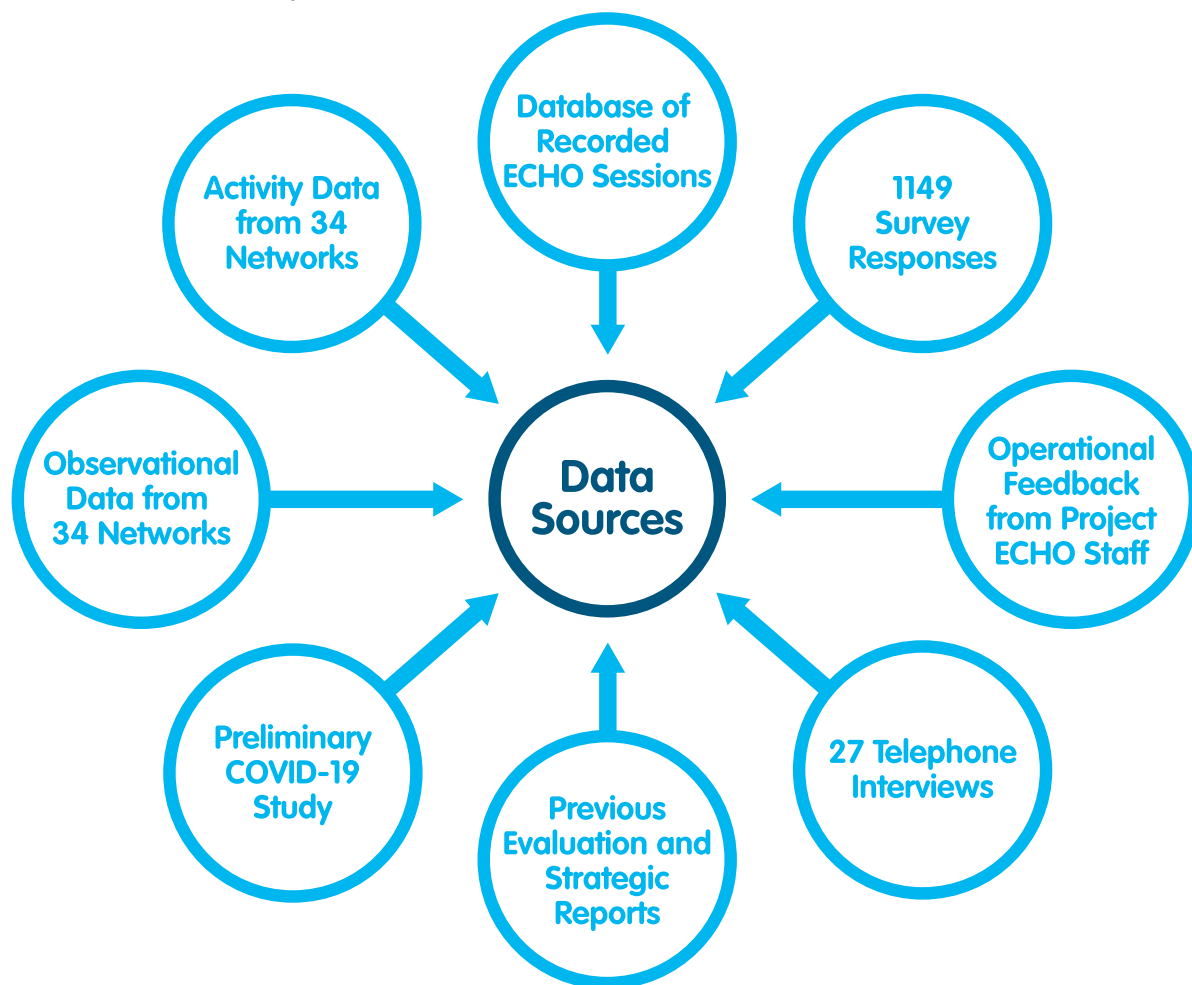 Database of
Recorded
ECHO Sessions
1149
Survey
Responses
Operational
Feedback
from Project
ECHO Staff
27 Telephone
Interviews
Previous
Evaluation and
Strategic
Reports
Preliminary
COVID-19
Study
Observational
Data from
34 Networks
Activity Data
from 34
Networks
Data
Sources